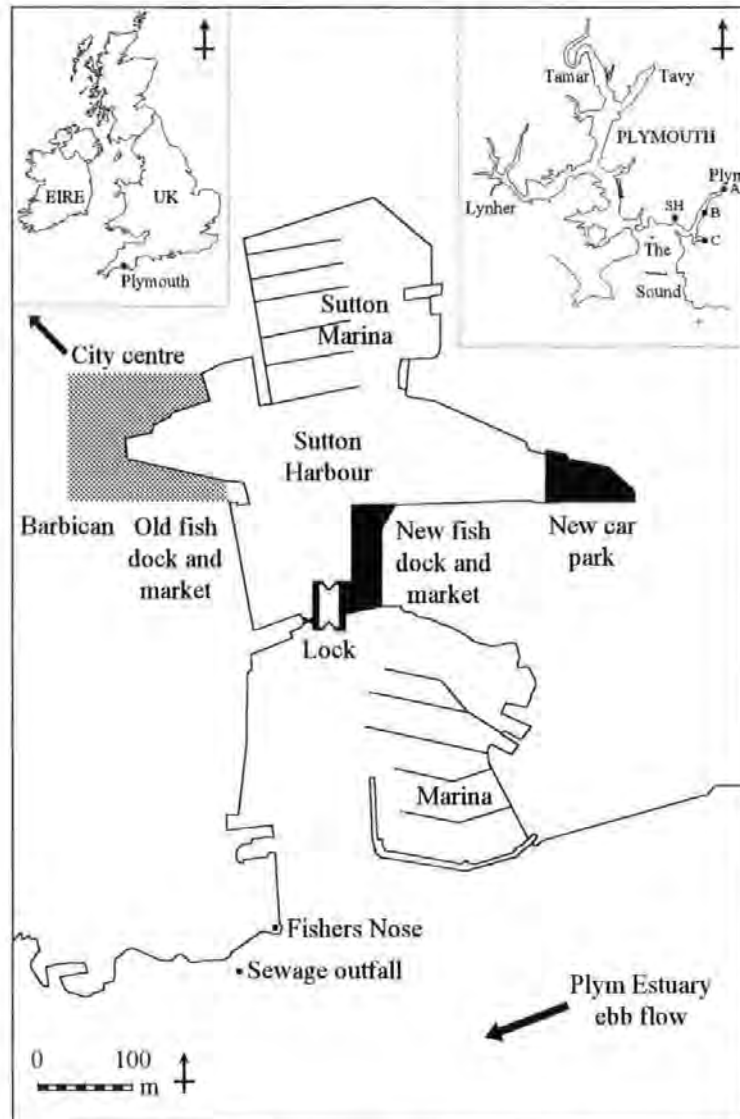 EIRE
UK
Plymouth
Tamar
Tavy
PLYMOUTH
Plym
A
Lynher
SH
B
The
C
Sound
City centre
Sutton
Marina
Sutton
Harbour
Barbican
Old fish
dock and
market
New fish
dock and
market
New car
park
Lock
Marina
Fishers Nose
Sewage outfall
Plym Estuary
ebb flow
0 100
m